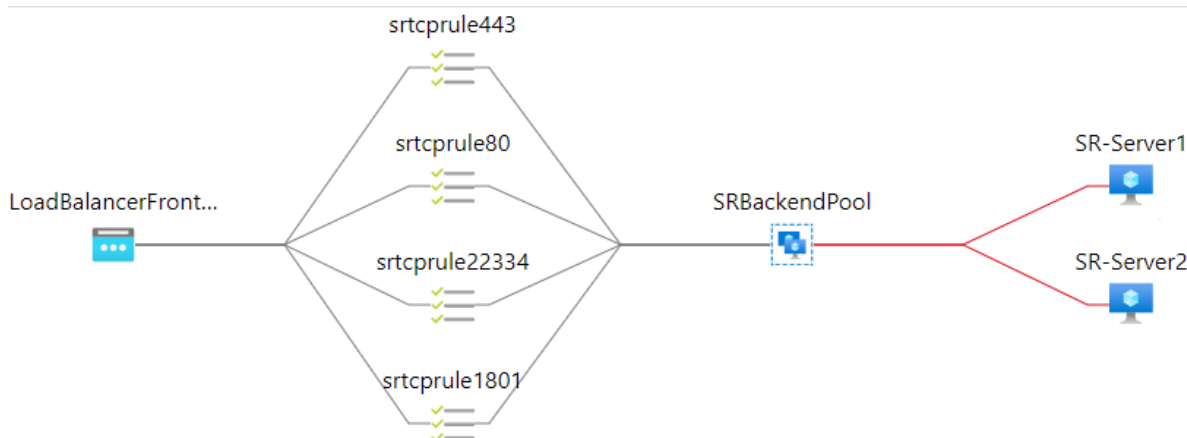 srtcprule443
srtcprule80
SR-Server1
LoadBalancerFront...
SRBackendPool
srtcprule22334
SR-Server2
srtcprule1801